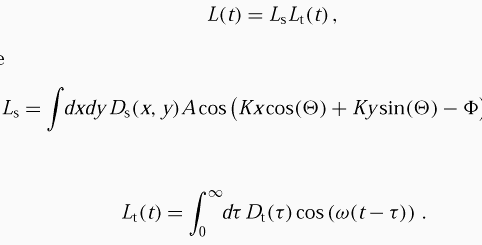 L(t) = L_s L_t(t) ,
e
L_s = ∫ dxdy D_s(x, y) A cos (Kx cos(Θ) + Ky sin(Θ) − Φ)
L_t(t) = ∫_0^∞ dτ D_t(τ) cos (ω(t − τ)) .